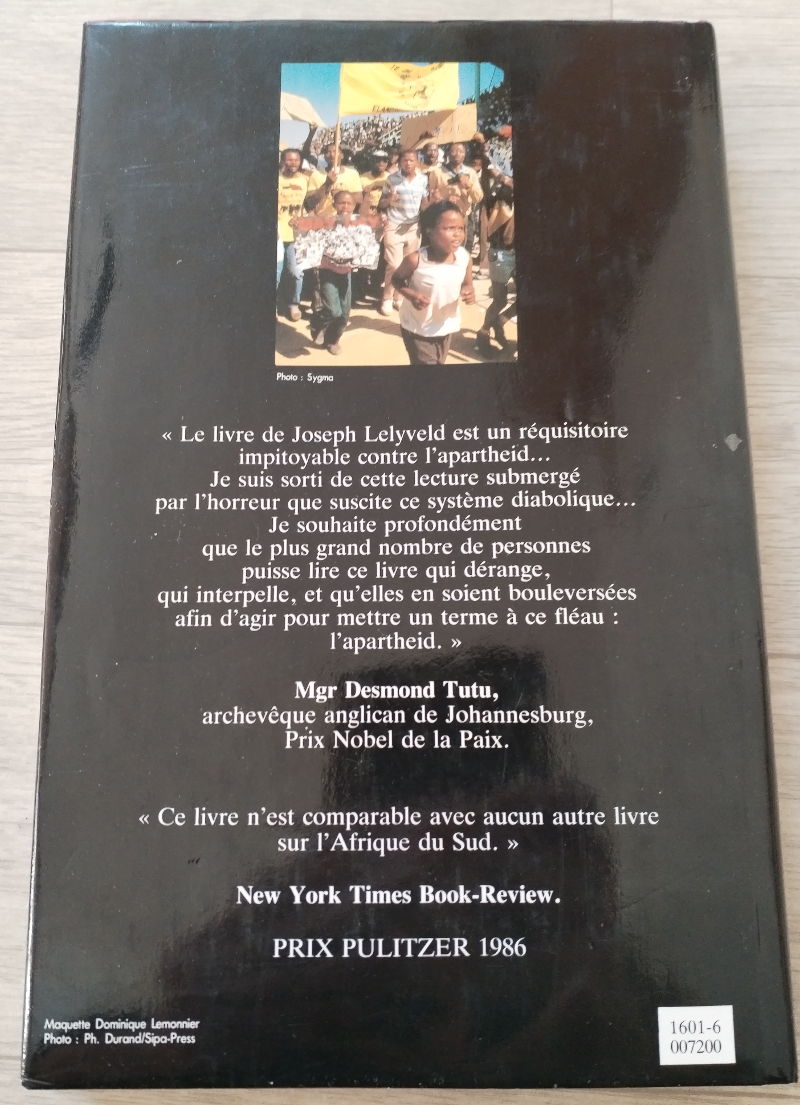 Photo : Sygma
« Le livre de Joseph Lelyveld est un réquisitoire
impitoyable contre l'apartheid...
Je suis sorti de cette lecture submergé
par l'horreur que suscite ce système diabolique...
Je souhaite profondément
que le plus grand nombre de personnes
puisse lire ce livre qui dérange,
qui interpelle, et qu'elles en soient bouleversées
afin d'agir pour mettre un terme à ce fléau :
l'apartheid. »
Mgr Desmond Tutu,
archevêque anglican de Johannesburg,
Prix Nobel de la Paix.
« Ce livre n'est comparable avec aucun autre livre
sur l'Afrique du Sud. »
New York Times Book-Review.
PRIX PULITZER 1986
Maquette Dominique Lemonnier
Photo : Ph. Durand/Sipa-Press
1601-6
007200